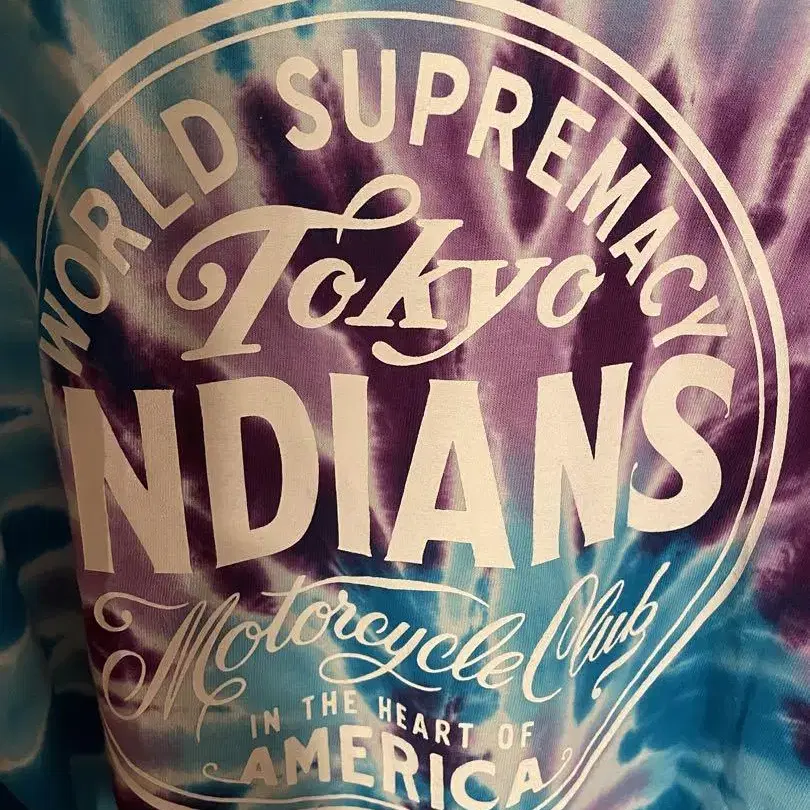 WORLD SUPREMACY
Tokyo
NDIANS
Motorcycle Club
IN THE HEART OF
AMERICA